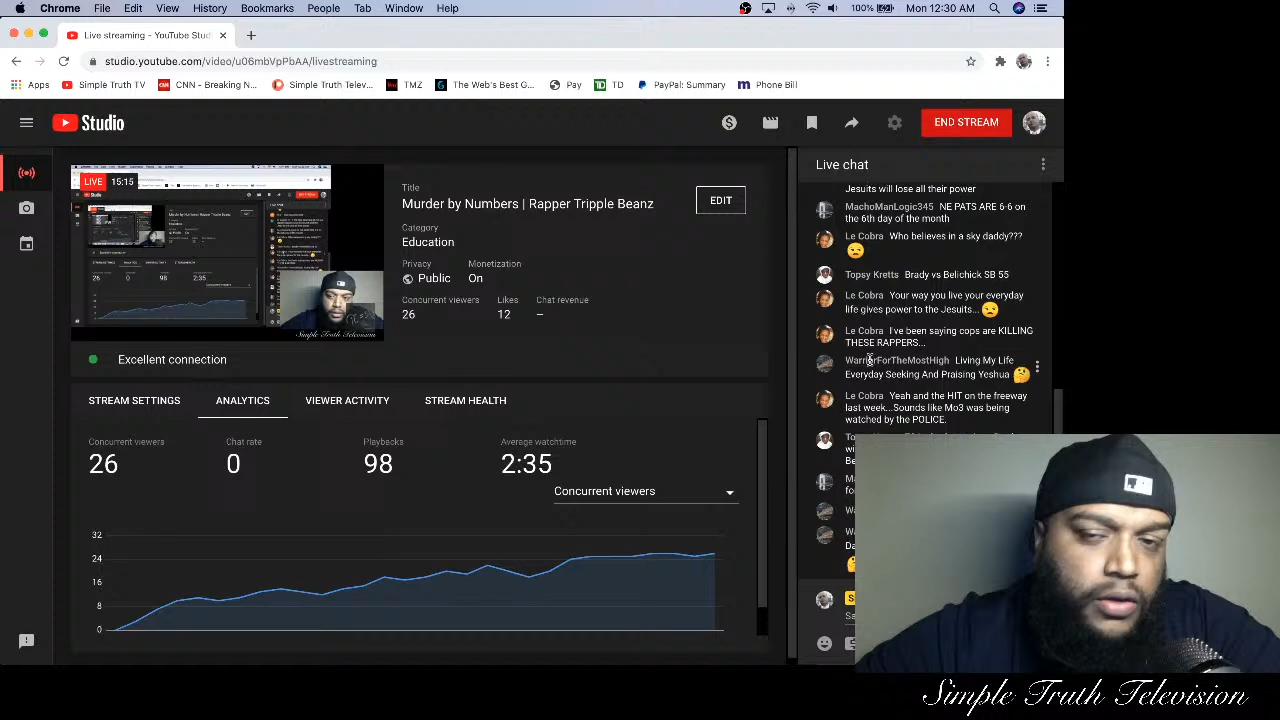 Chrome File Edit View History Bookmarks People Tab Window Help 100% Mon 12:30 AM
Live streaming - YouTube Stud
studio.youtube.com/video/u06mbVpPbAA/livestreaming
Apps Simple Truth TV CNN - Breaking N... Simple Truth Telev... TMZ The Web's Best G... Pay TD PayPal: Summary Phone Bill
Studio
END STREAM
LIVE 15:15
Title
Murder by Numbers | Rapper Tripple Beanz
EDIT
Category
Education
Privacy Monetization
Public On
Concurrent viewers Likes Chat revenue
26 12 –
Simple Truth Television
Excellent connection
STREAM SETTINGS ANALYTICS VIEWER ACTIVITY STREAM HEALTH
Concurrent viewers Chat rate Playbacks Average watchtime
26 0 98 2:35
Concurrent viewers
32
24
16
8
0
Live chat
Jesuits will lose all their power
MachoManLogic345 NE PATS ARE 6-6 on
the 6th day of the month
Le Cobra Who believes in a sky daddy???
Topsy Kretts Brady vs Belichick SB 55
Le Cobra Your way you live your everyday
life gives power to the Jesuits...
Le Cobra I've been saying cops are KILLING
THESE RAPPERS...
WarriorForTheMostHigh Living My Life
Everyday Seeking And Praising Yeshua
Le Cobra Yeah and the HIT on the freeway
last week...Sounds like Mo3 was being
watched by the POLICE.
Simple Truth Television